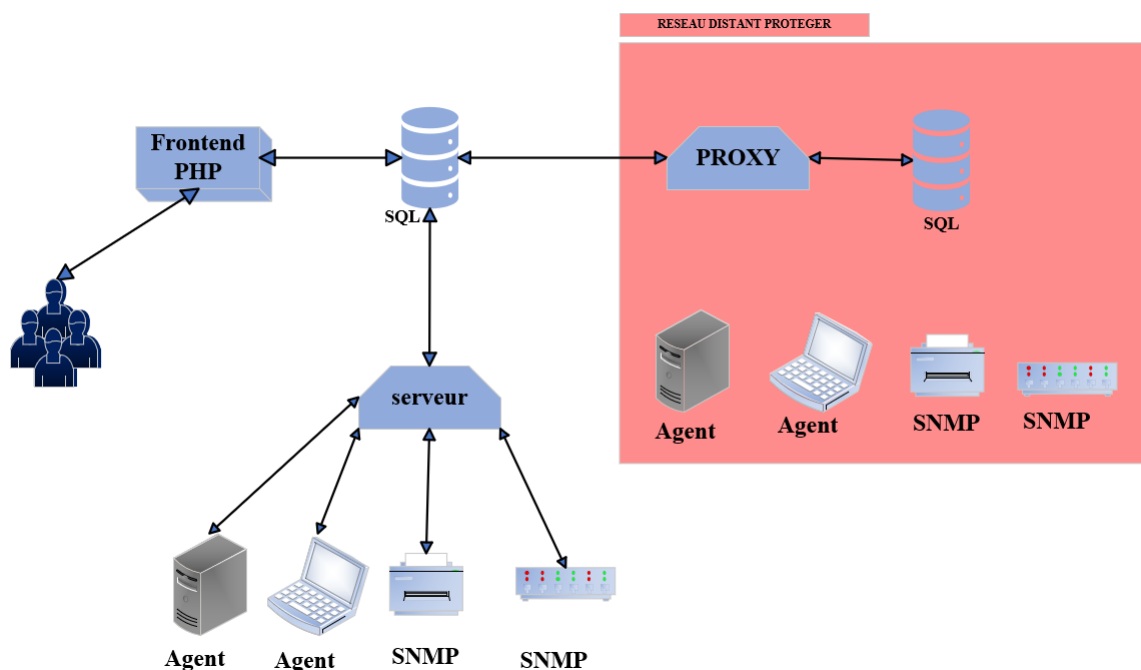 RESEAU DISTANT PROTEGER
Frontend
PHP
SQL
PROXY
SQL
Agent
Agent
SNMP
SNMP
serveur
Agent
Agent
SNMP
SNMP